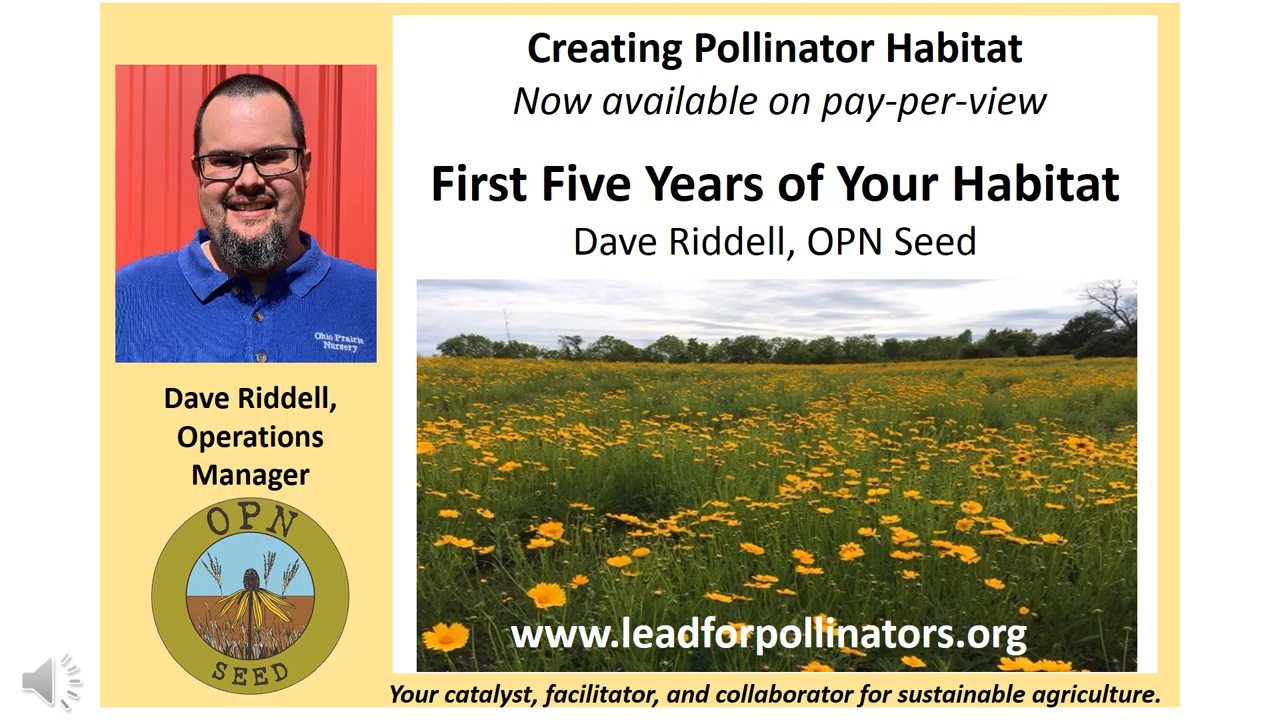 Creating Pollinator Habitat
Now available on pay-per-view
First Five Years of Your Habitat
Dave Riddell, OPN Seed
Ohio Prairie
Nursery
Dave Riddell,
Operations
Manager
OPN
SEED
www.leadforpollinators.org
Your catalyst, facilitator, and collaborator for sustainable agriculture.